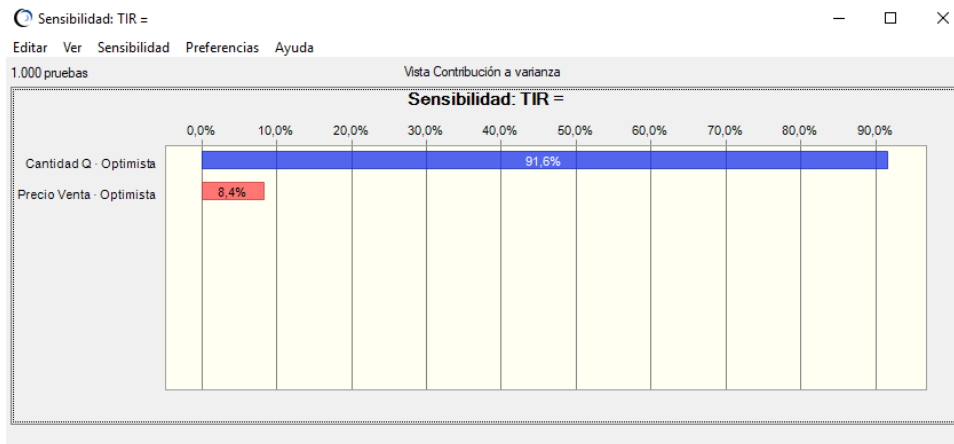 Sensibilidad: TIR =
Editar Ver Sensibilidad Preferencias Ayuda
1.000 pruebas Vista Contribución a varianza
Sensibilidad: TIR =
0,0% 10,0% 20,0% 30,0% 40,0% 50,0% 60,0% 70,0% 80,0% 90,0%
Cantidad Q · Optimista 91,6%
Precio Venta · Optimista 8,4%